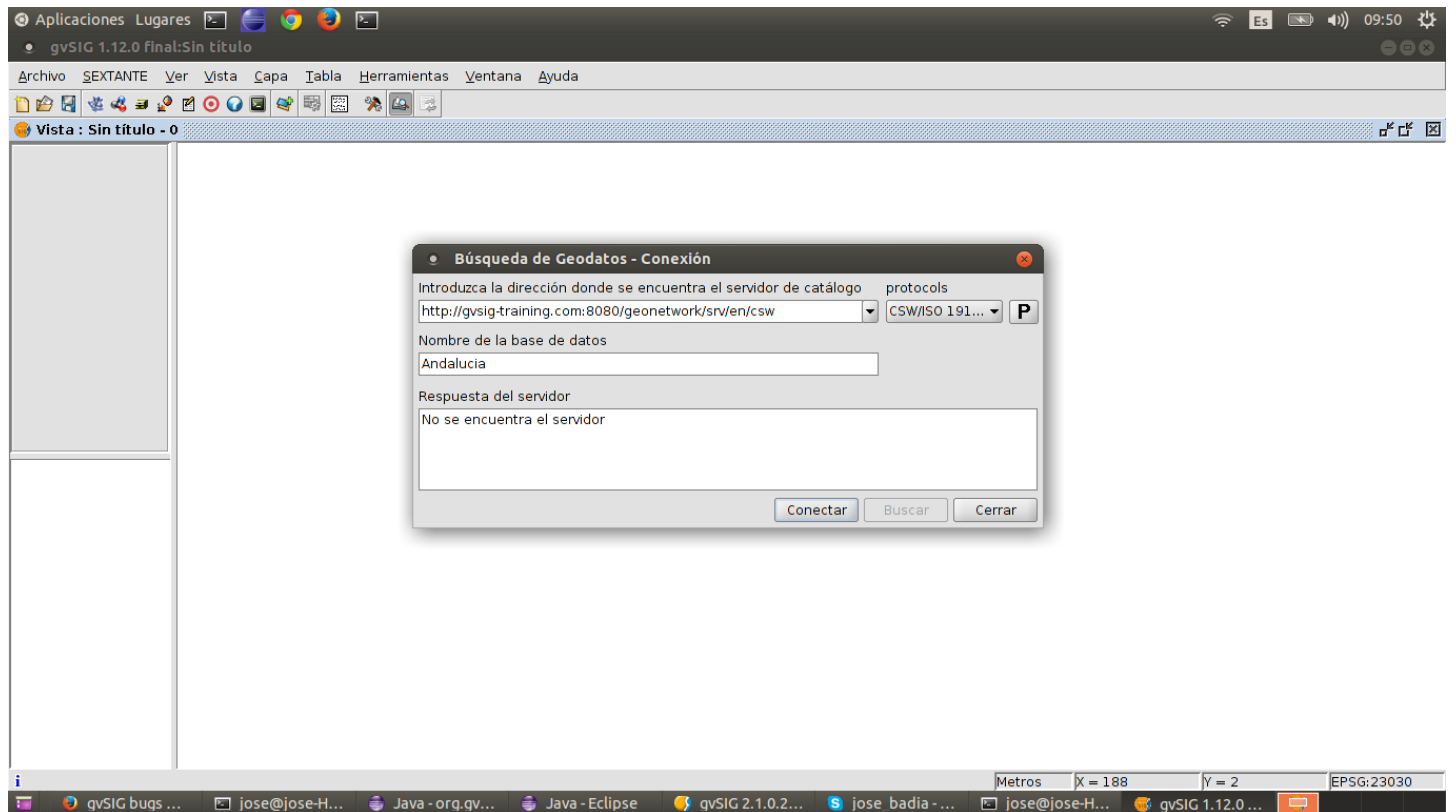 Aplicaciones Lugares Es 09:50
gvSIG 1.12.0 final:Sin título
Archivo SEXTANTE Ver Vista Capa Tabla Herramientas Ventana Ayuda
Vista : Sin título - 0
Búsqueda de Geodatos - Conexión
Introduzca la dirección donde se encuentra el servidor de catálogo protocols
http://gvsig-training.com:8080/geonetwork/srv/en/csw CSW/ISO 191... P
Nombre de la base de datos
Andalucia
Respuesta del servidor
No se encuentra el servidor
Conectar Buscar Cerrar
i Metros X = 188 Y = 2 EPSG:23030
gvSIG bugs ... jose@jose-H... Java - org.gv... Java - Eclipse gvSIG 2.1.0.2... S jose_badia - ... jose@jose-H... gvSIG 1.12.0 ...